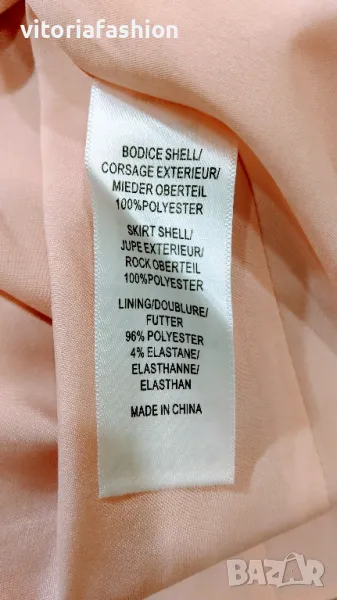 vitoriafashion
BODICE SHELL/
CORSAGE EXTERIEUR/
MIEDER OBERTEIL
100%POLYESTER
SKIRT SHELL/
JUPE EXTERIEUR/
ROCK OBERTEIL
100%POLYESTER
LINING/DOUBLURE/
FUTTER
96% POLYESTER
4% ELASTANE/
ELASTHANNE/
ELASTHAN
MADE IN CHINA
BAZAR